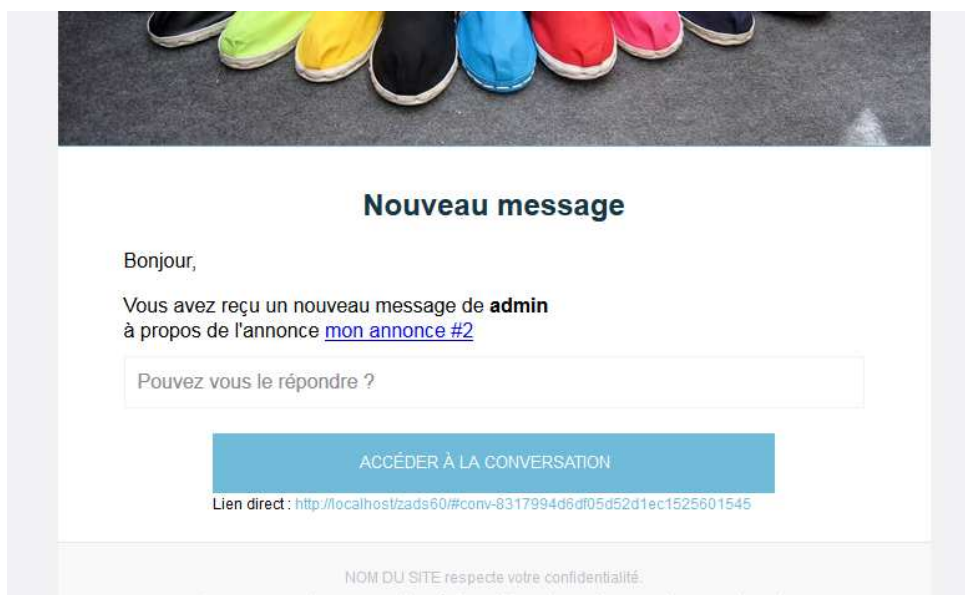 Nouveau message
Bonjour,
Vous avez reçu un nouveau message de admin
à propos de l'annonce mon annonce #2
Pouvez vous le répondre ?
ACCÉDER À LA CONVERSATION
Lien direct : http://localhost/zads60/#conv-8317994d6df05d52d1ec1525601545
NOM DU SITE respecte votre confidentialité.